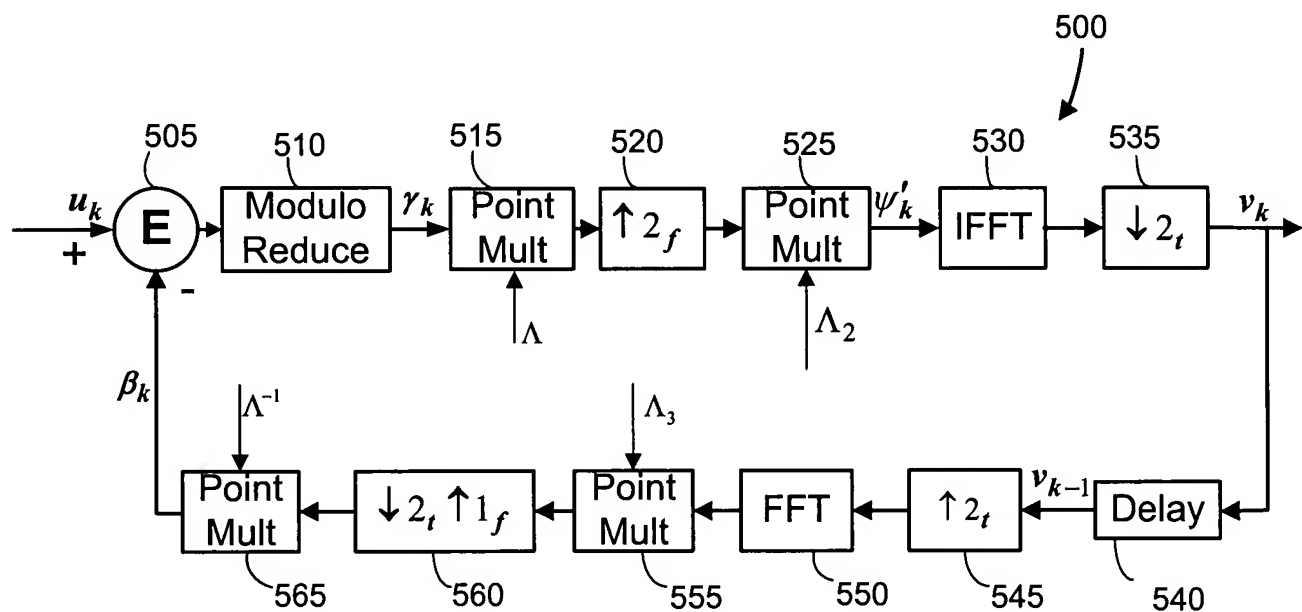 500
505
510
515
520
525
530
535
u_k
+
E
-
Modulo
Reduce
γ_k
Point
Mult
↑2_f
Point
Mult
ψ′_k
IFFT
↓2_t
v_k
Λ
Λ_2
β_k
Λ^{-1}
Λ_3
Point
Mult
↓2_t↑1_f
Point
Mult
FFT
↑2_t
v_{k-1}
Delay
565
560
555
550
545
540